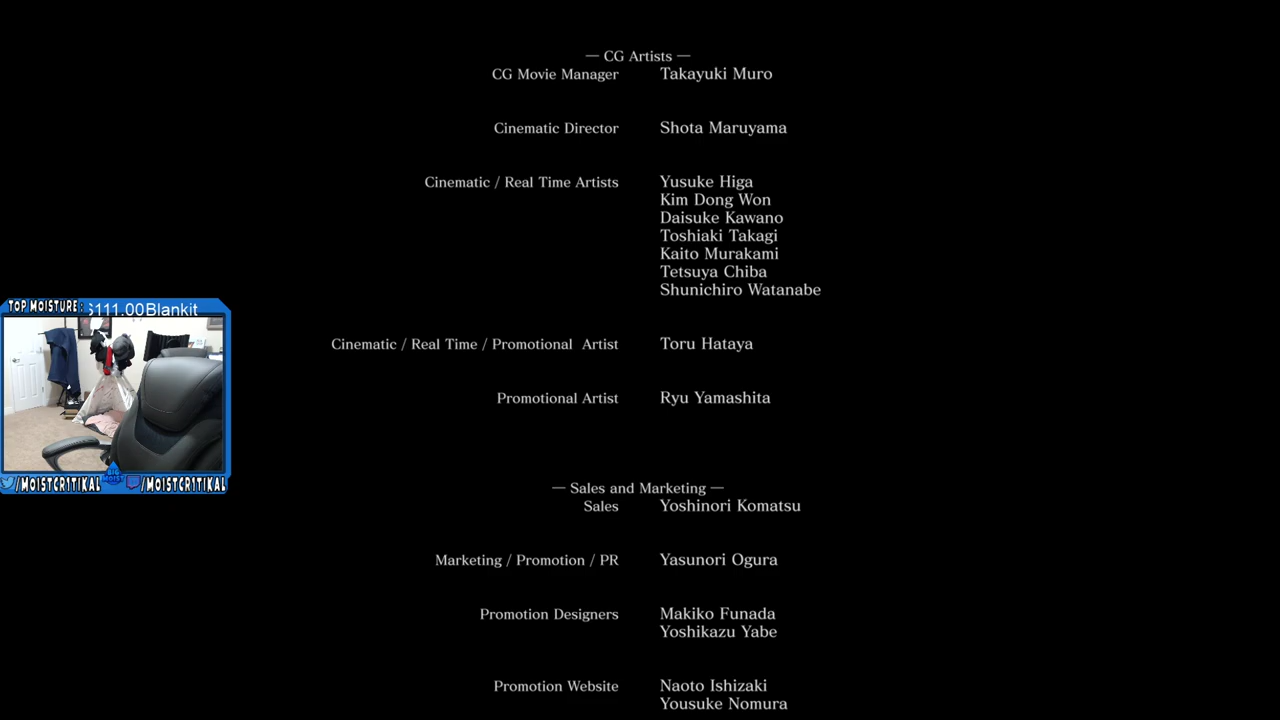 — CG Artists —
CG Movie Manager Takayuki Muro
Cinematic Director Shota Maruyama
Cinematic / Real Time Artists Yusuke Higa
Kim Dong Won
Daisuke Kawano
Toshiaki Takagi
Kaito Murakami
Tetsuya Chiba
Shunichiro Watanabe
TOP MOISTURE: $111.00Blankit
Cinematic / Real Time / Promotional Artist Toru Hataya
Promotional Artist Ryu Yamashita
BIG MOIST
/MOISTCR1TIKAL /MOISTCR1TIKAL
— Sales and Marketing —
Sales Yoshinori Komatsu
Marketing / Promotion / PR Yasunori Ogura
Promotion Designers Makiko Funada
Yoshikazu Yabe
Promotion Website Naoto Ishizaki
Yousuke Nomura